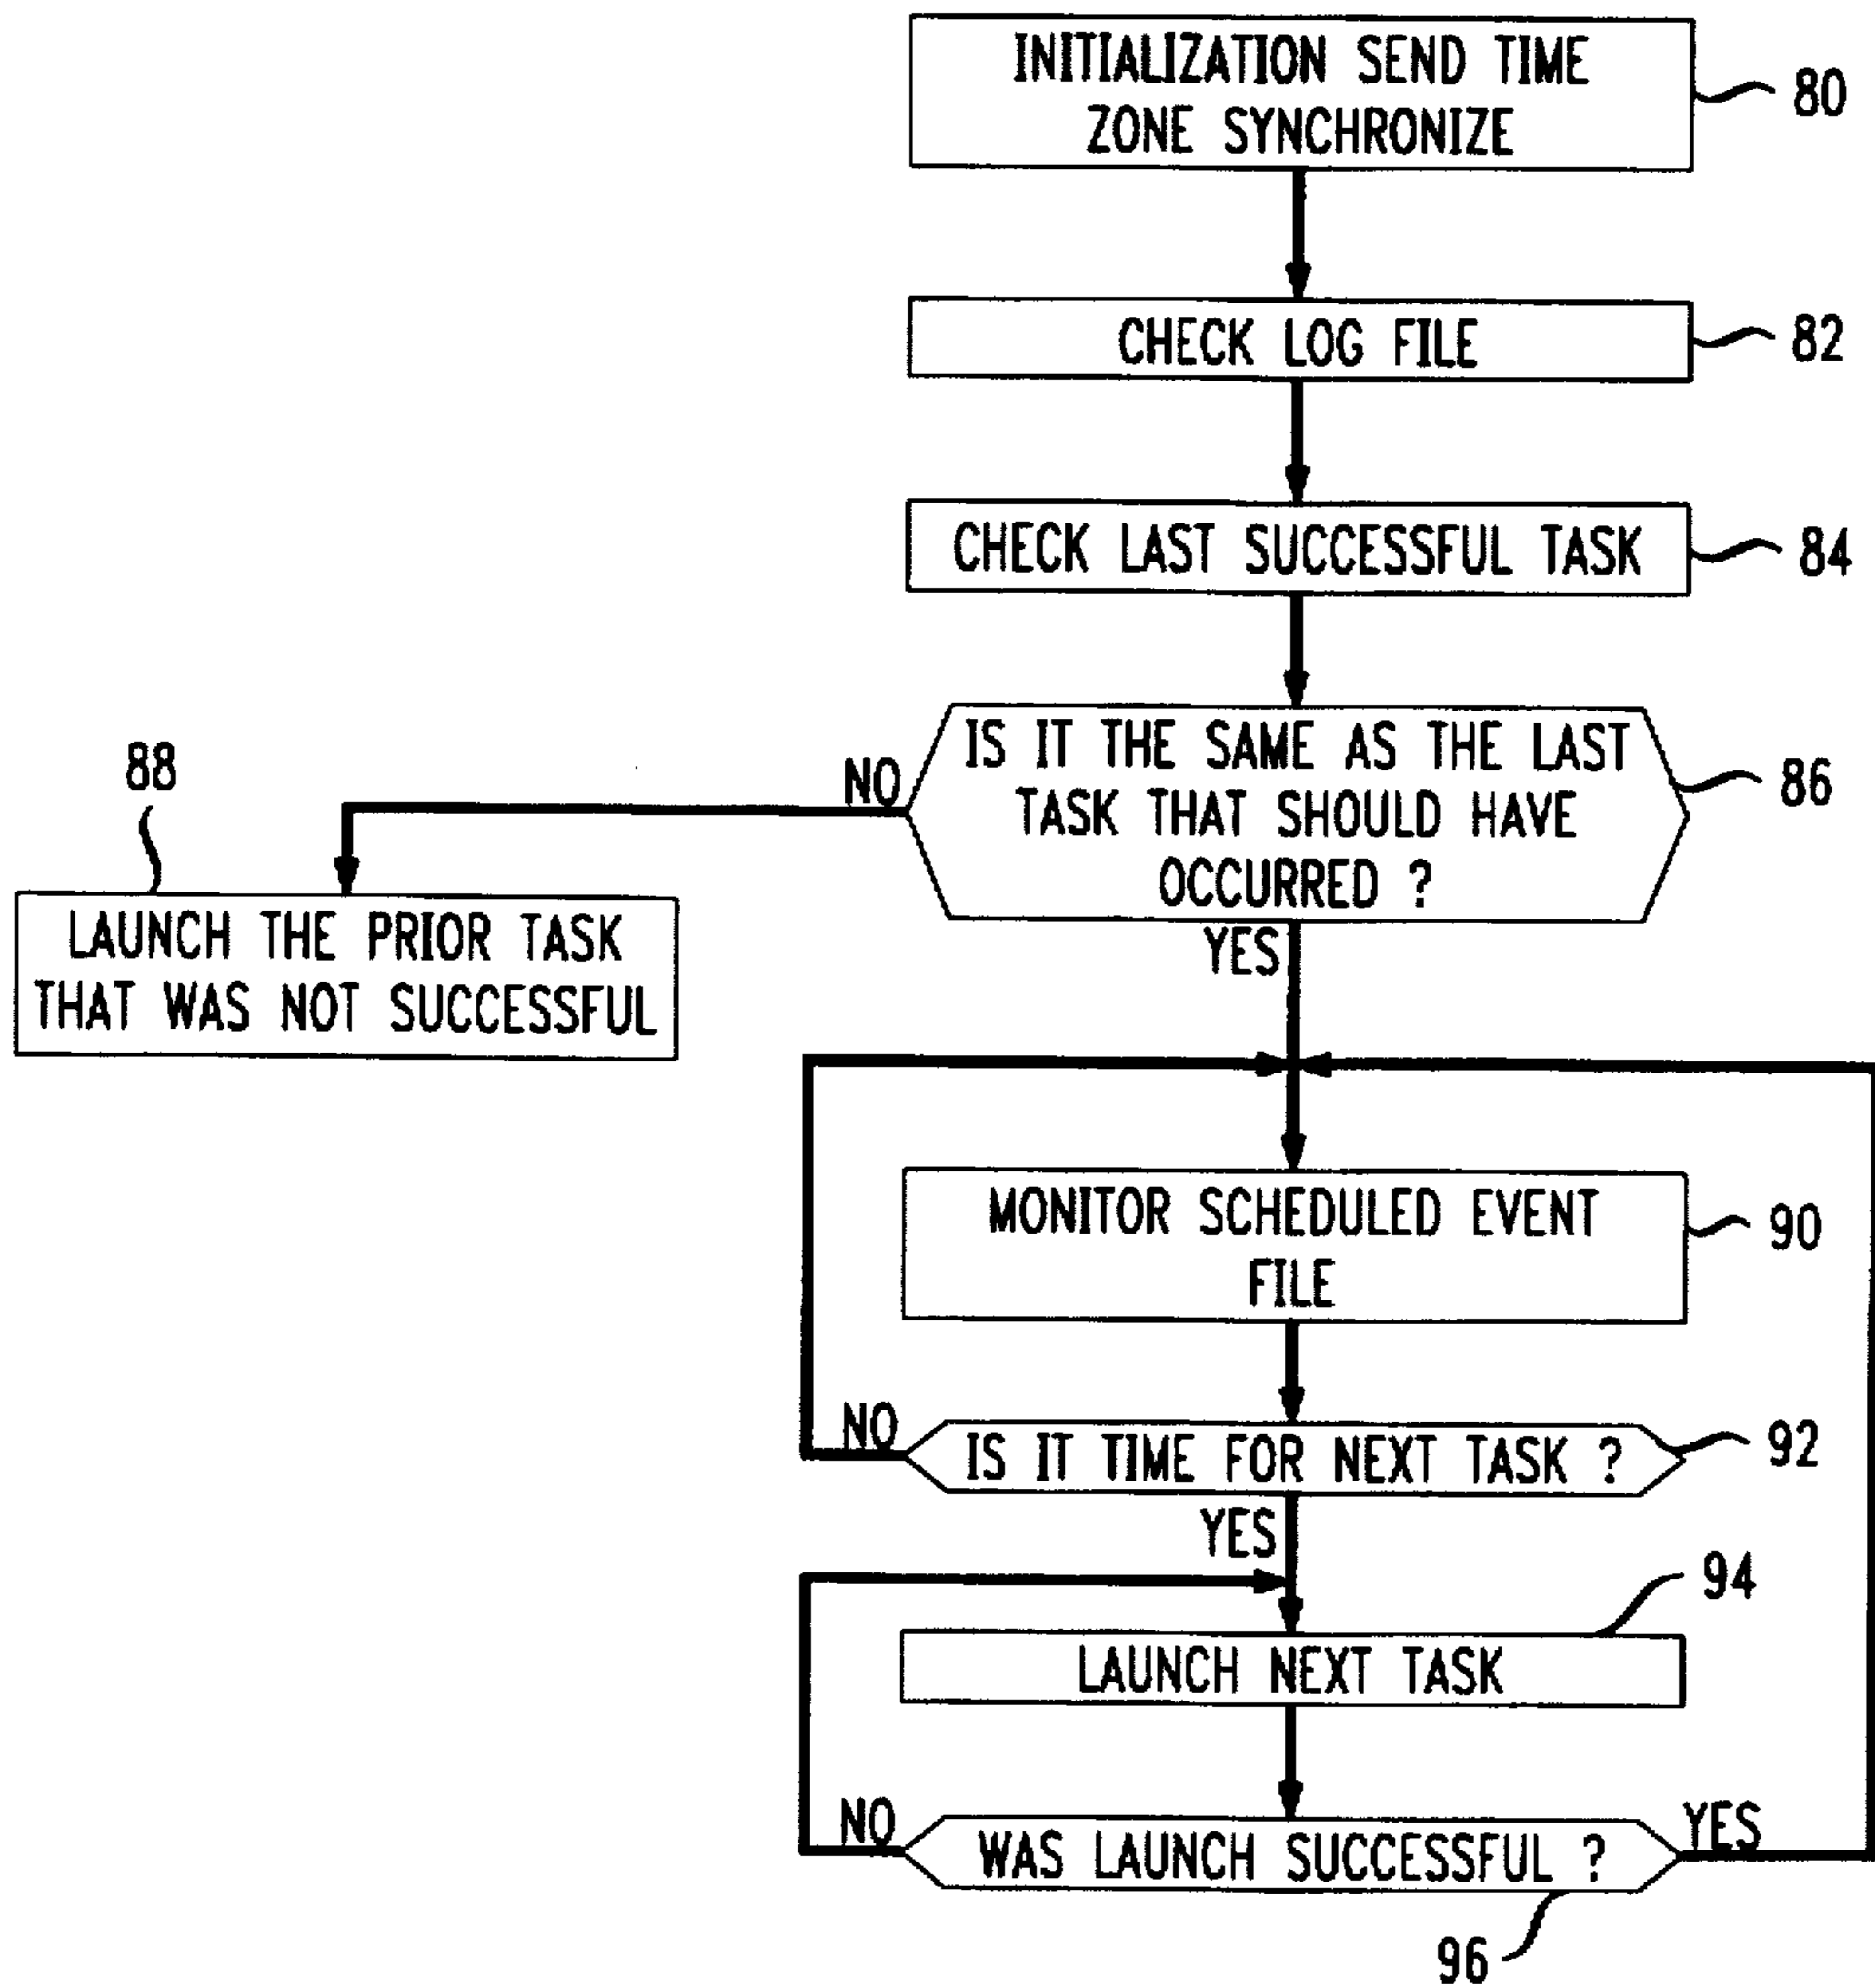 INITIALIZATION SEND TIME
ZONE SYNCHRONIZE
80
CHECK LOG FILE
82
CHECK LAST SUCCESSFUL TASK
84
IS IT THE SAME AS THE LAST
TASK THAT SHOULD HAVE
OCCURRED ?
86
NO
88
LAUNCH THE PRIOR TASK
THAT WAS NOT SUCCESSFUL
YES
MONITOR SCHEDULED EVENT
FILE
90
NO
IS IT TIME FOR NEXT TASK ?
92
YES
94
LAUNCH NEXT TASK
NO
WAS LAUNCH SUCCESSFUL ?
YES
96